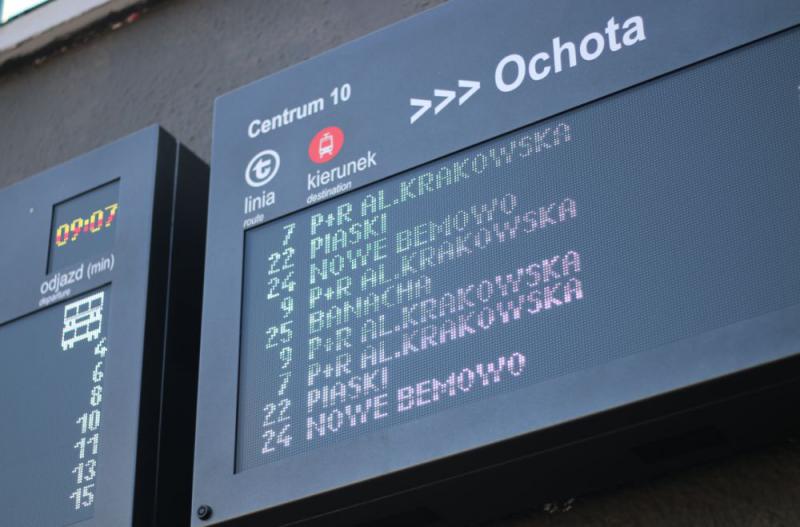 Centrum 10 >>> Ochota
linia kierunek
route destination
7 P+R AL.KRAKOWSKA
22 PIASKI
24 NOWE BEMOWO
9 P+R AL.KRAKOWSKA
25 BANACHA
9 P+R AL.KRAKOWSKA
7 P+R AL.KRAKOWSKA
22 PIASKI
24 NOWE BEMOWO
09:07
odjazd (min)
departure
4
6
8
10
11
13
15